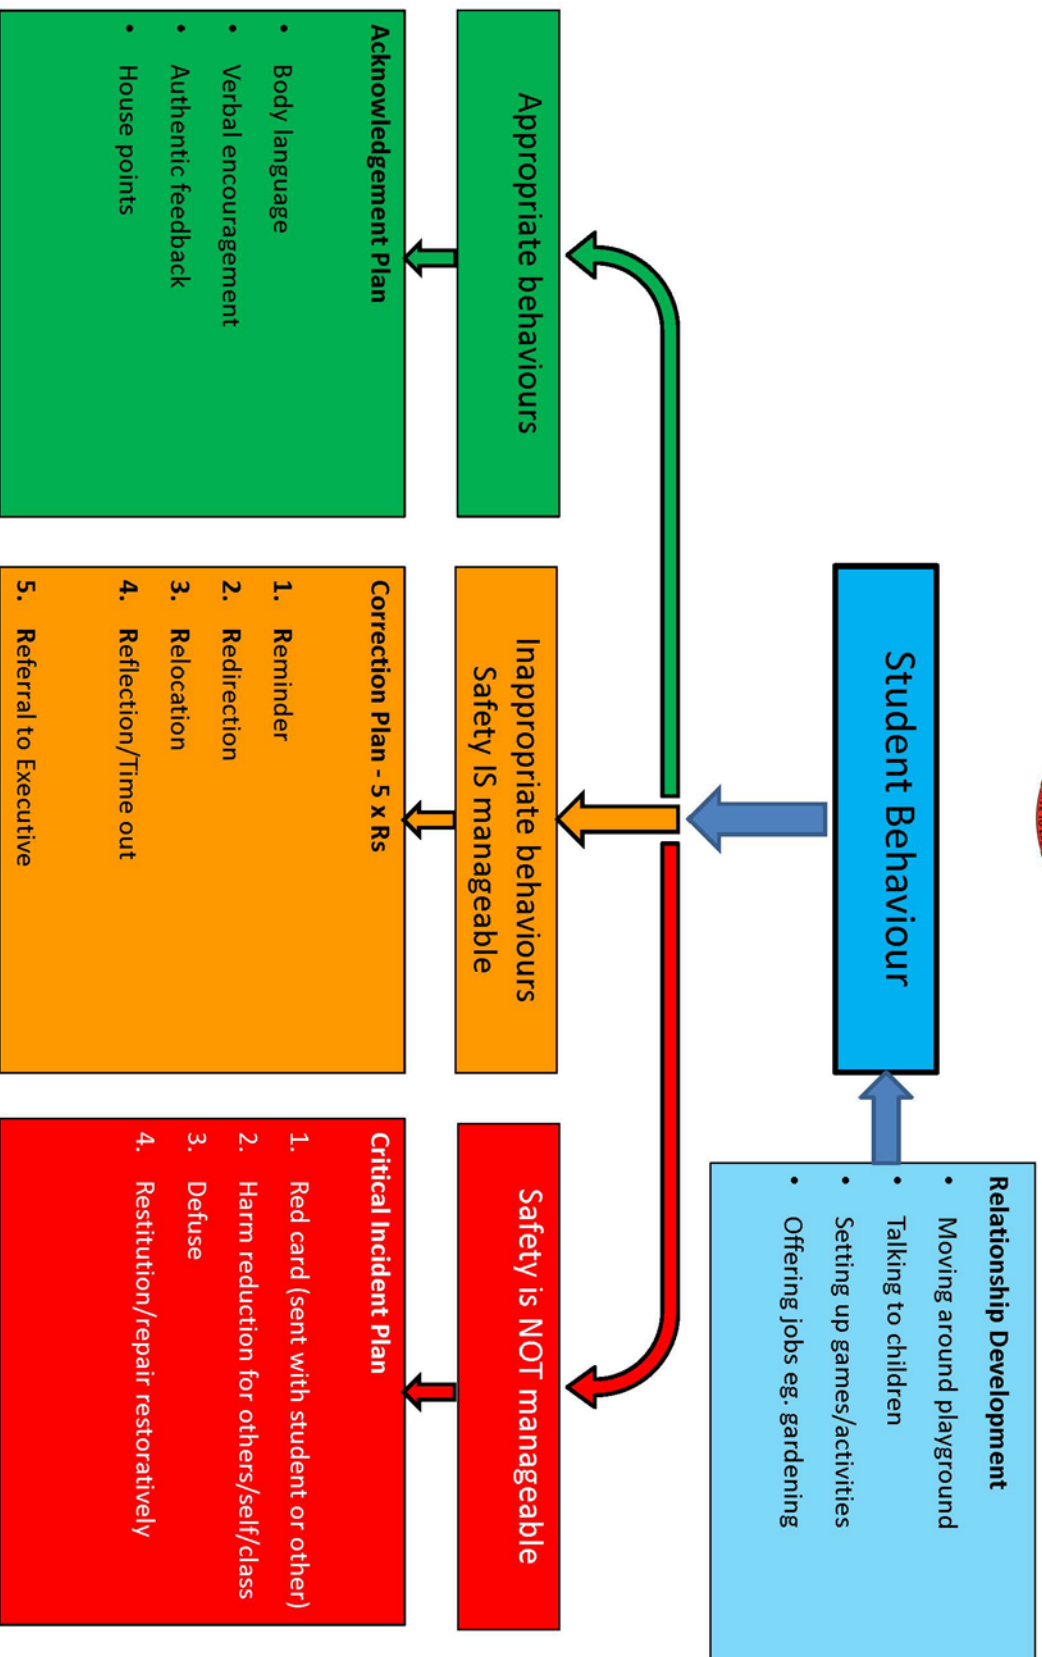 Student Behaviour
Relationship Development
• Moving around playground
• Talking to children
• Setting up games/activities
• Offering jobs eg. gardening
Appropriate behaviours
Acknowledgement Plan
• Body language
• Verbal encouragement
• Authentic feedback
• House points
Inappropriate behaviours
Safety IS manageable
Correction Plan - 5 x Rs
1. Reminder
2. Redirection
3. Relocation
4. Reflection/Time out
5. Referral to Executive
Safety is NOT manageable
Critical Incident Plan
1. Red card (sent with student or other)
2. Harm reduction for others/self/class
3. Defuse
4. Restitution/repair restoratively